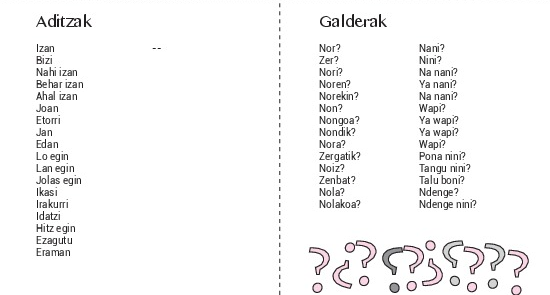 Aditzak
Izan --
Bizi
Nahi izan
Behar izan
Ahal izan
Joan
Etorri
Jan
Edan
Lo egin
Lan egin
Jolas egin
Ikasi
Irakurri
Idatzi
Hitz egin
Ezagutu
Eraman
Galderak
Nor? Nani?
Zer? Nini?
Nori? Na nani?
Noren? Ya nani?
Norekin? Na nani?
Non? Wapi?
Nongoa? Ya wapi?
Nondik? Ya wapi?
Nora? Wapi?
Zergatik? Pona nini?
Noiz? Tangu nini?
Zenbat? Talu boni?
Nola? Ndenge?
Nolakoa? Ndenge nini?